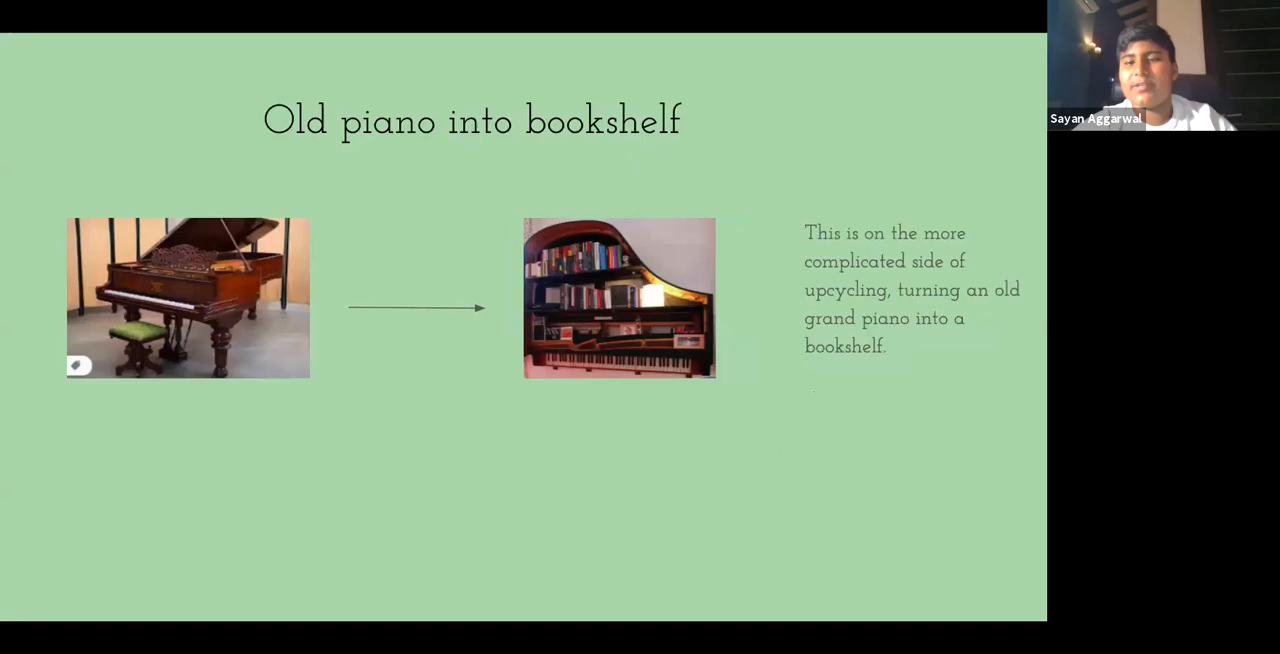 Old piano into bookshelf
This is on the more
complicated side of
upcycling, turning an old
grand piano into a
bookshelf.
Sayan Aggarwal